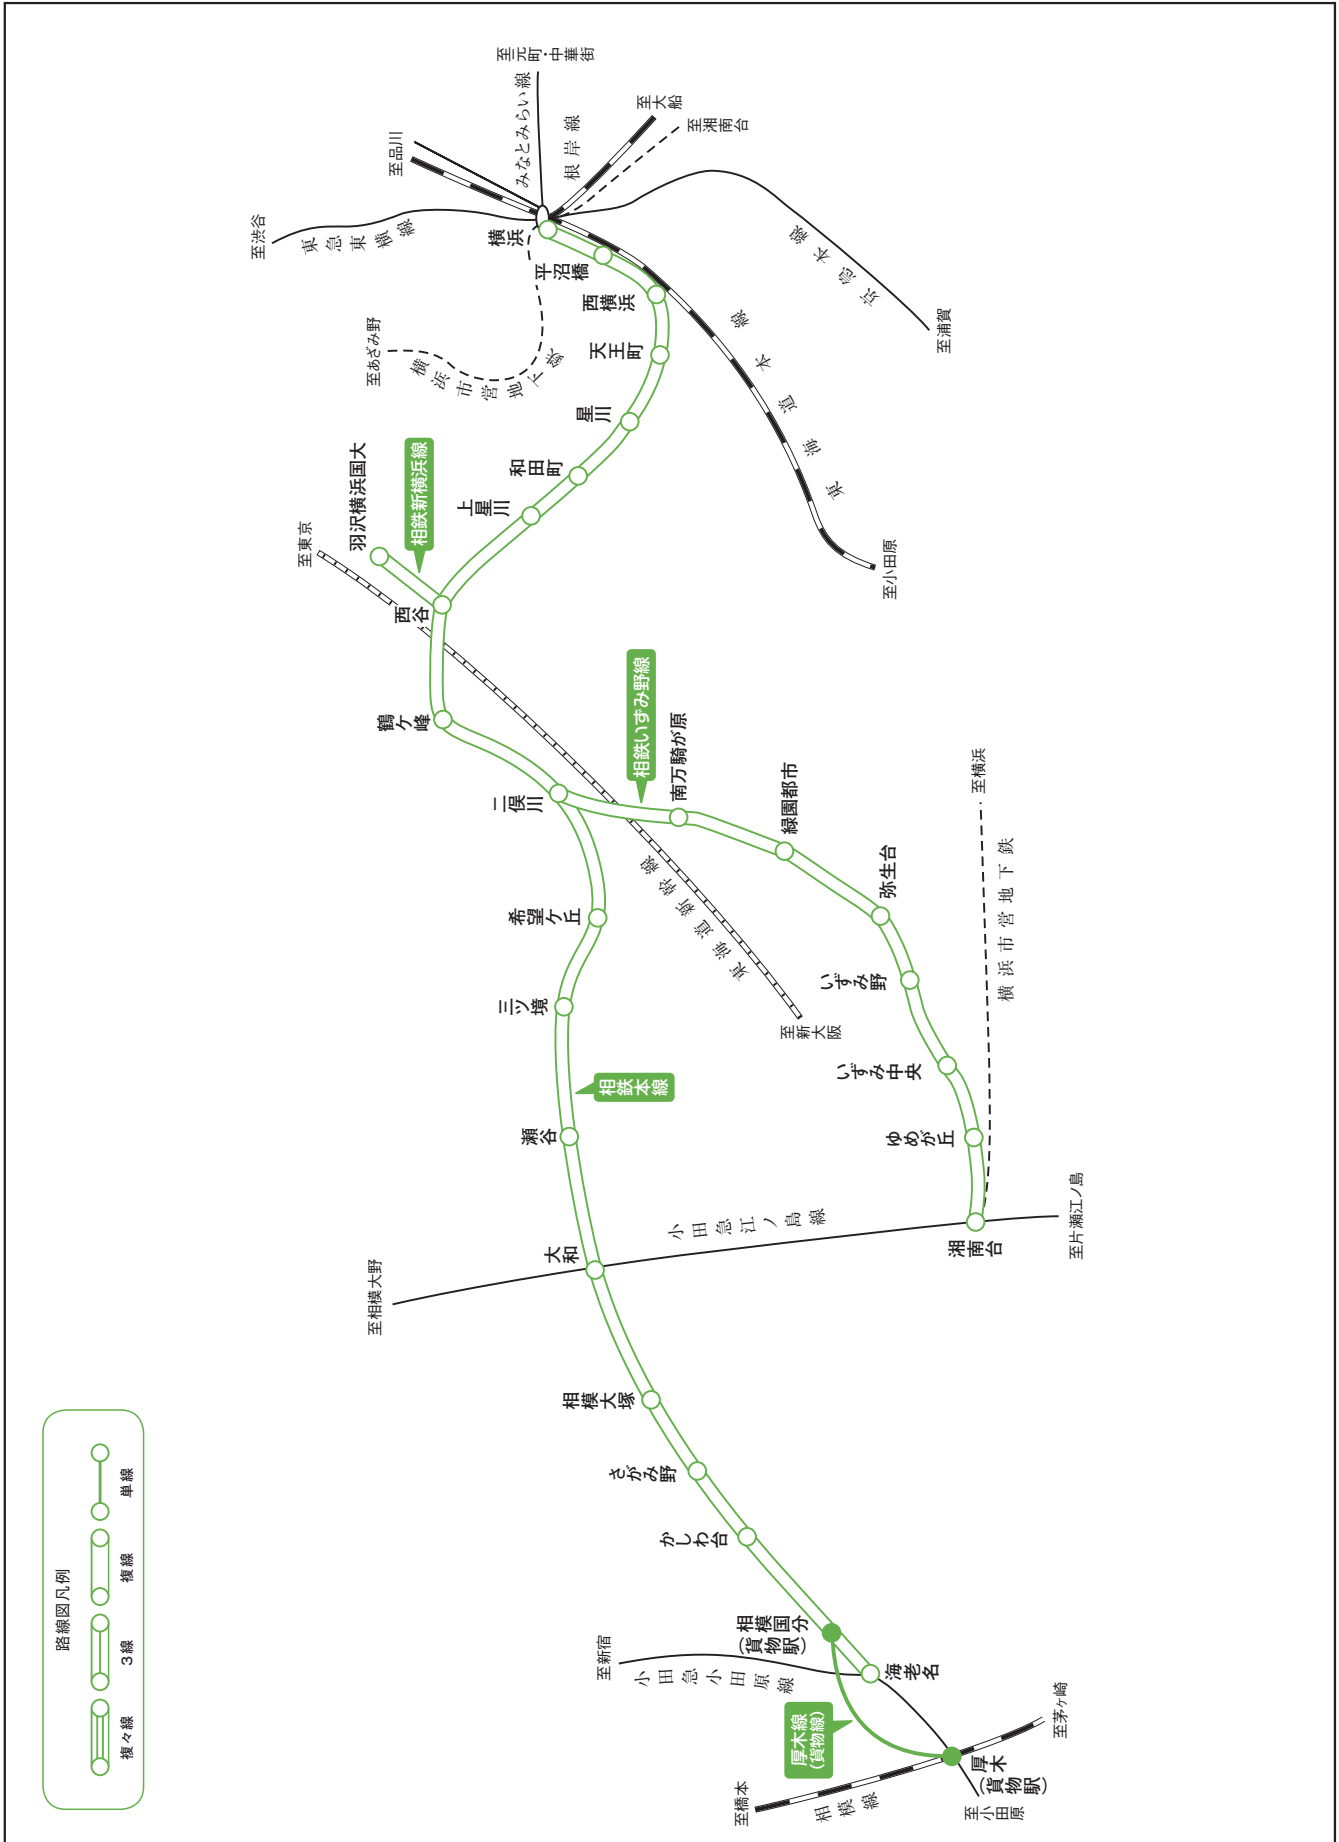 路線図凡例
単線
複線
3線
複々線
至元町・中華街
みなとみらい線
根岸線
至大船
至湘南台
至品川
至渋谷
東急東横線
京急本線
至浦賀
至あざみ野
横浜市営地下鉄
東海道本線
至小田原
横浜
平沼橋
西横浜
天王町
星川
和田町
上星川
西谷
羽沢横浜国大
相鉄新横浜線
至東京
鶴ケ峰
二俣川
相鉄いずみ野線
南万騎が原
緑園都市
弥生台
いずみ野
いずみ中央
ゆめが丘
湘南台
至横浜
横浜市営地下鉄
東海道新幹線
至新大阪
希望ケ丘
三ツ境
相鉄本線
瀬谷
大和
小田急江ノ島線
至片瀬江ノ島
至相模大野
相模大塚
さがみ野
かしわ台
相模国分
(貨物駅)
海老名
至新宿
小田急小田原線
厚木線
(貨物線)
厚木
(貨物駅)
至茅ヶ崎
至橋本
相模線
至小田原